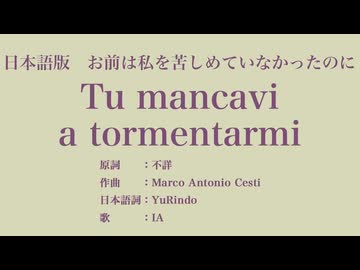 日本語版　お前は私を苦しめていなかったのに
Tu mancavi
a tormentarmi
原詞　：不詳
作曲　：Marco Antonio Cesti
日本語詞：YuRindo
歌　　：IA